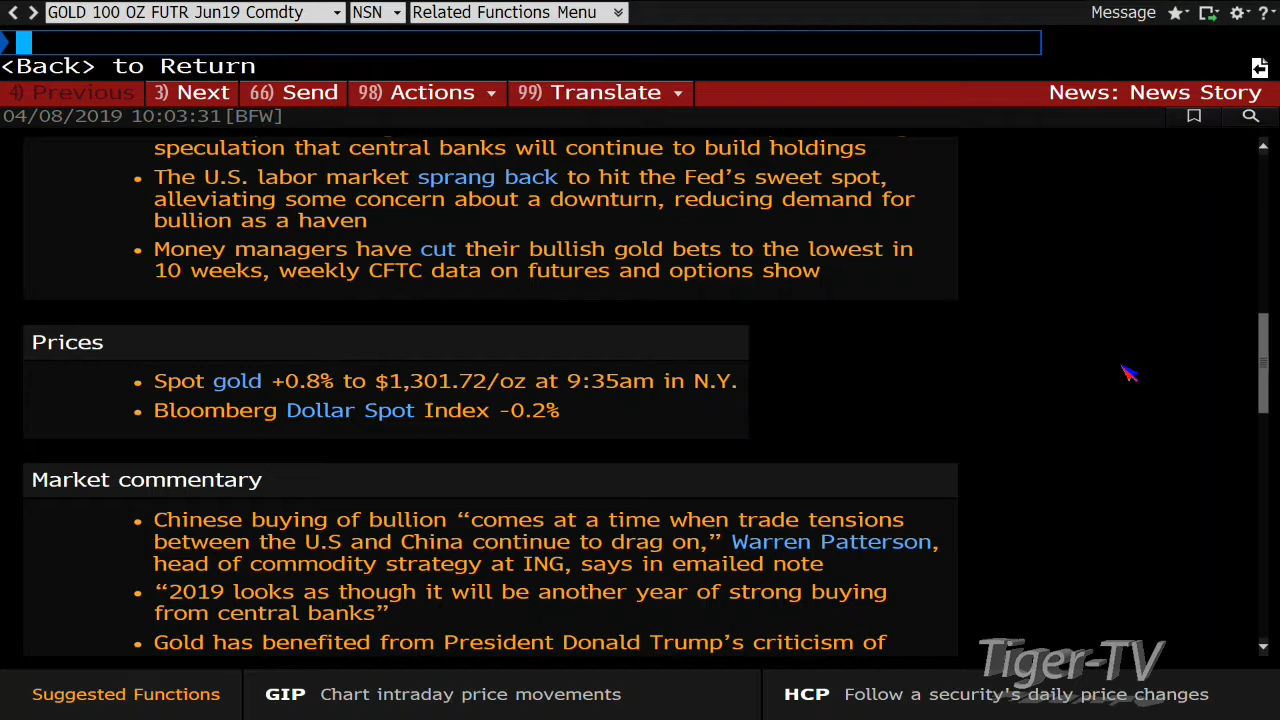 GOLD 100 OZ FUTR Jun19 Comdty NSN Related Functions Menu Message ?
<Back> to Return
4) Previous 3) Next 66) Send 98) Actions 99) Translate News: News Story
04/08/2019 10:03:31 [BFW]
speculation that central banks will continue to build holdings
• The U.S. labor market sprang back to hit the Fed's sweet spot,
alleviating some concern about a downturn, reducing demand for
bullion as a haven
• Money managers have cut their bullish gold bets to the lowest in
10 weeks, weekly CFTC data on futures and options show
Prices
• Spot gold +0.8% to $1,301.72/oz at 9:35am in N.Y.
• Bloomberg Dollar Spot Index -0.2%
Market commentary
• Chinese buying of bullion “comes at a time when trade tensions
between the U.S and China continue to drag on,” Warren Patterson,
head of commodity strategy at ING, says in emailed note
• “2019 looks as though it will be another year of strong buying
from central banks”
• Gold has benefited from President Donald Trump's criticism of
Tiger-TV
Suggested Functions GIP Chart intraday price movements HCP Follow a security's daily price changes